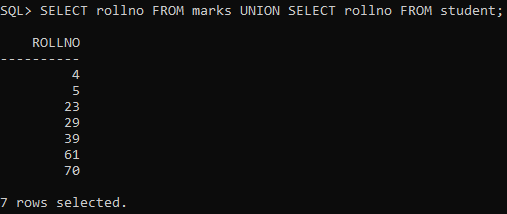 SQL> SELECT rollno FROM marks UNION SELECT rollno FROM student;
ROLLNO
----------
4
5
23
29
39
61
70
7 rows selected.